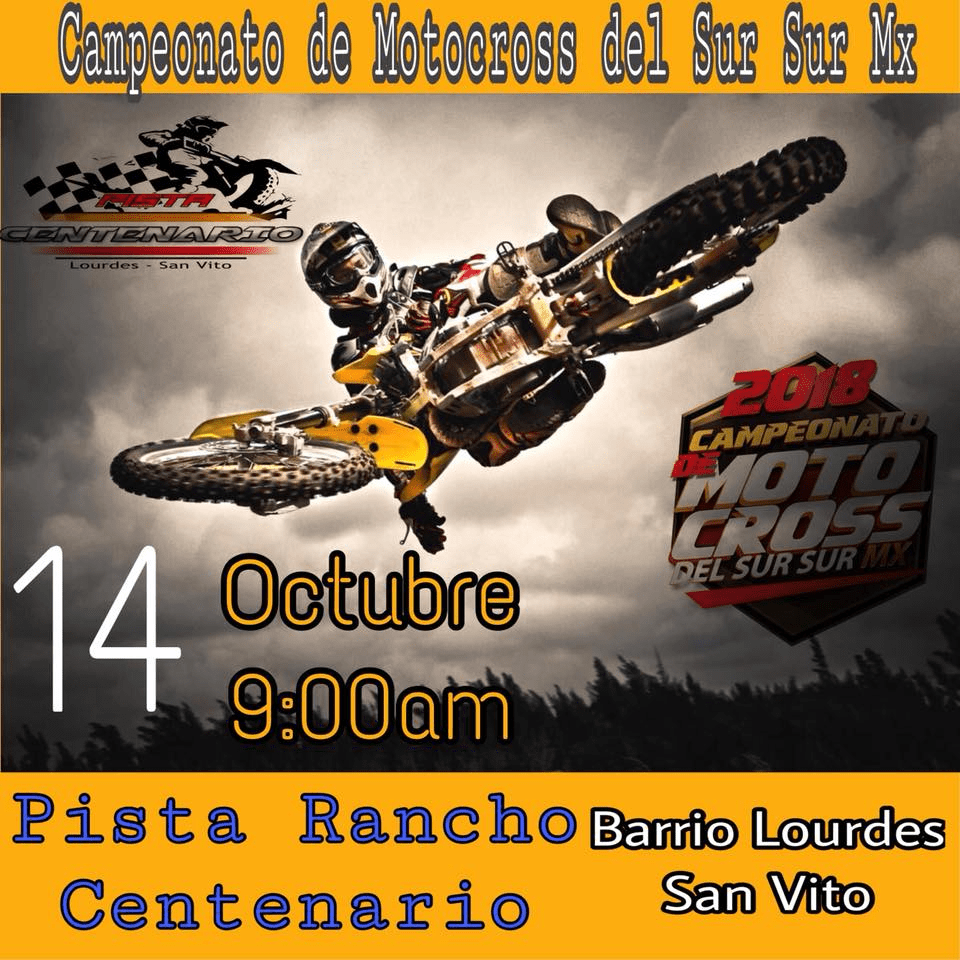 Campeonato de Motocross del Sur Sur Mx
PISTA
CENTENARIO
Lourdes - San Vito
2018
CAMPEONATO
DE MOTO
CROSS
DEL SUR SUR MX
14 Octubre
9:00am
Pista Rancho
Centenario
Barrio Lourdes
San Vito